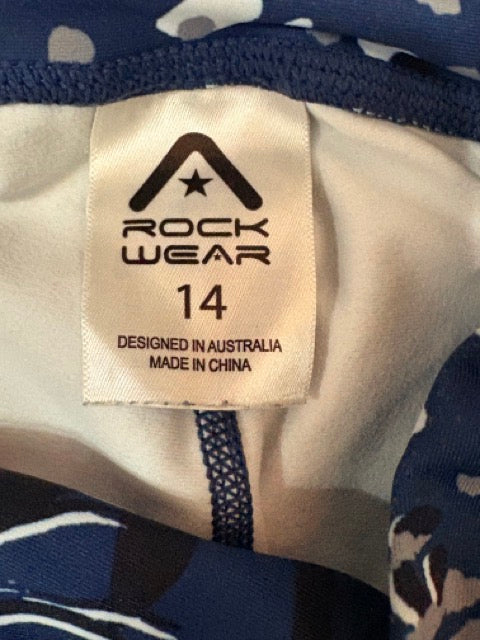 ROCK
WEAR
14
DESIGNED IN AUSTRALIA
MADE IN CHINA